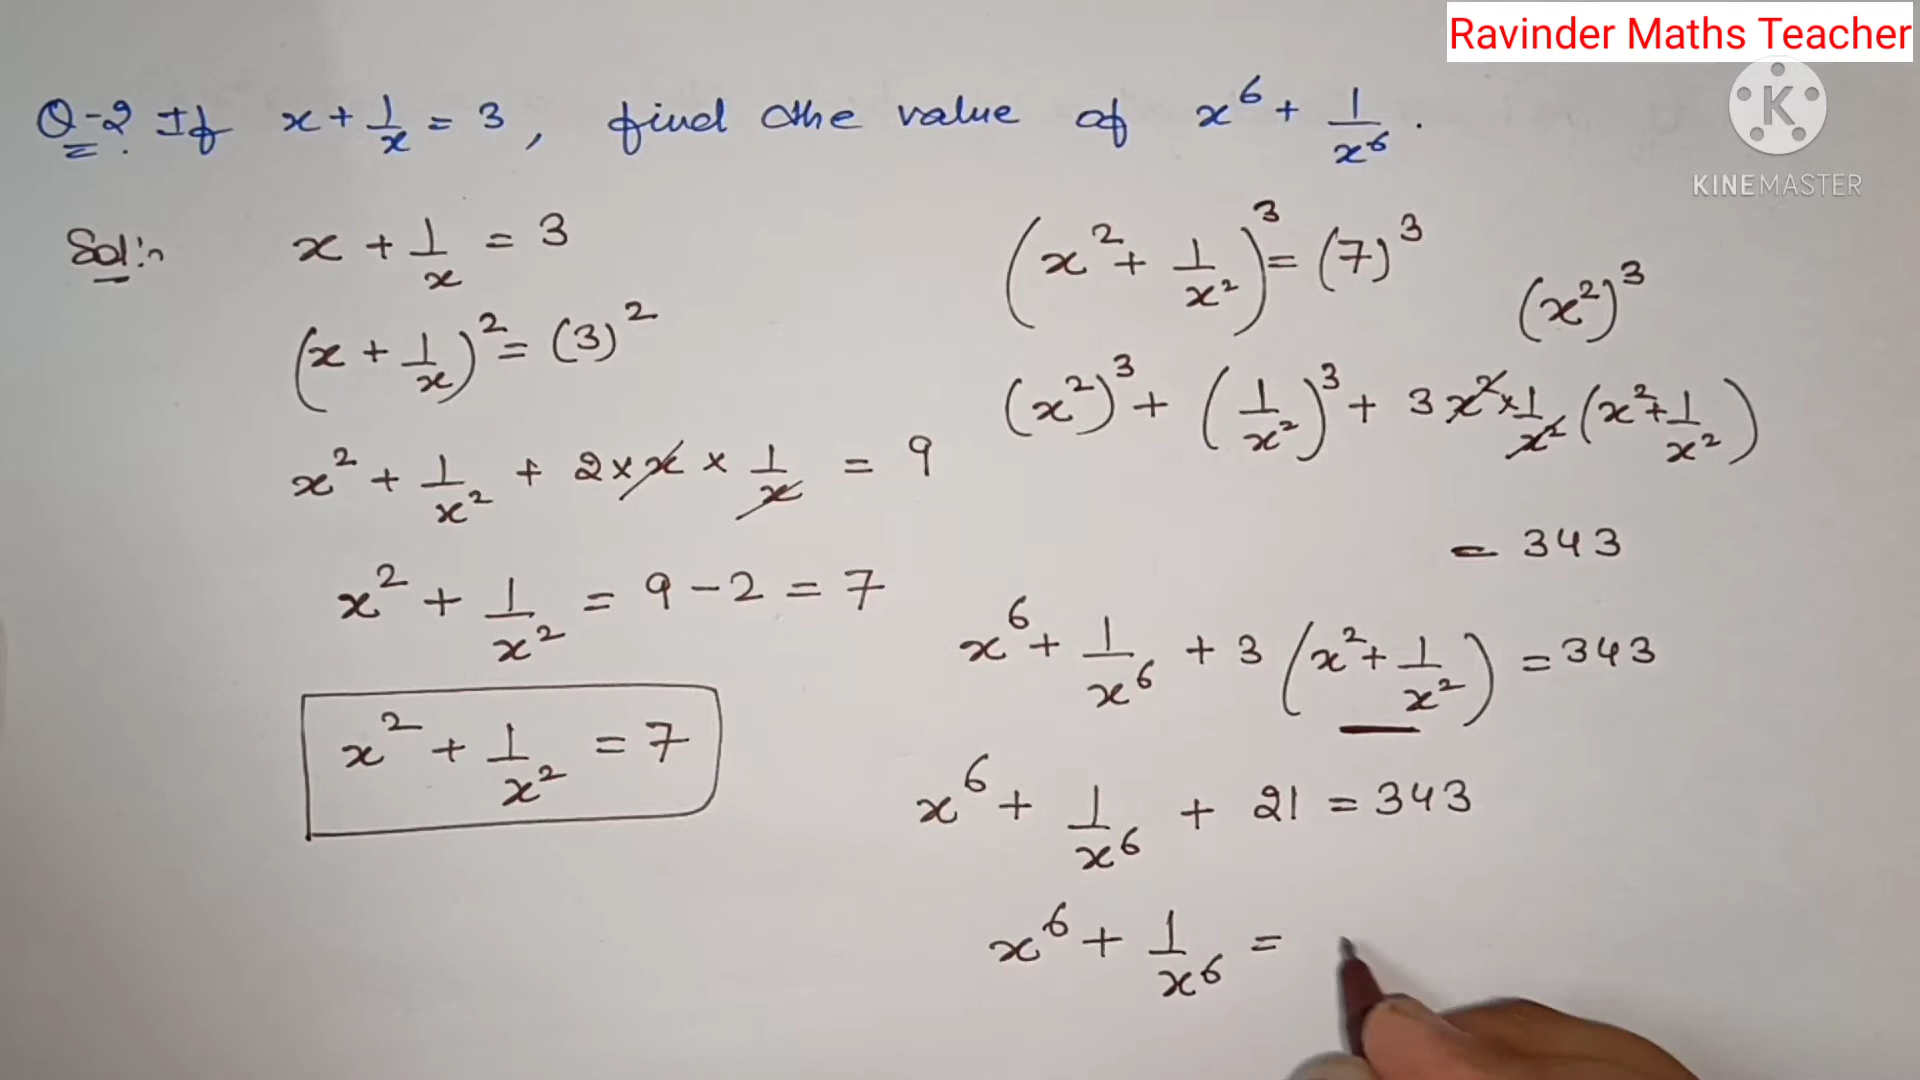 Ravinder Maths Teacher
KINEMASTER
Q-2 If x + 1/x = 3, find the value of x⁶ + 1/x⁶.
Sol:n x + 1/x = 3
(x + 1/x)² = (3)²
x² + 1/x² + 2 × x × 1/x = 9
x² + 1/x² = 9 - 2 = 7
x² + 1/x² = 7
(x² + 1/x²)³ = (7)³
(x²)³
(x²)³ + (1/x²)³ + 3x² × 1/x² (x² + 1/x²)
= 343
x⁶ + 1/x⁶ + 3 (x² + 1/x²) = 343
x⁶ + 1/x⁶ + 21 = 343
x⁶ + 1/x⁶ =